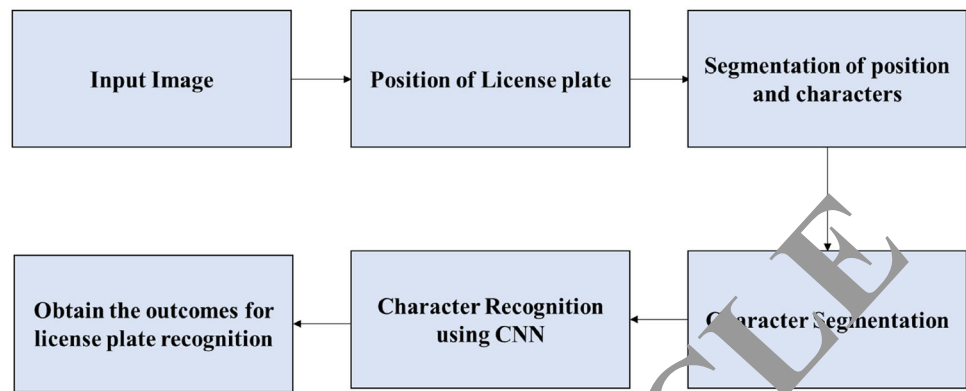 Input Image
Position of License plate
Segmentation of position
and characters
Character Segmentation
Character Recognition
using CNN
Obtain the outcomes for
license plate recognition
CLE